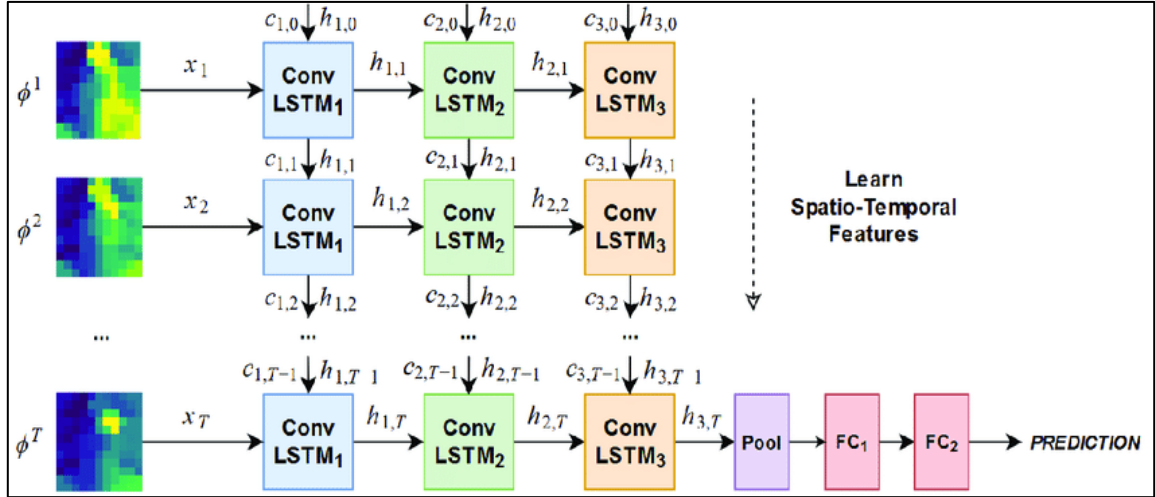 c₁,₀ h₁,₀ c₂,₀ h₂,₀ c₃,₀ h₃,₀
ϕ¹ x₁ Conv LSTM₁ h₁,₁ Conv LSTM₂ h₂,₁ Conv LSTM₃
c₁,₁ h₁,₁ c₂,₁ h₂,₁ c₃,₁ h₃,₁
ϕ² x₂ Conv LSTM₁ h₁,₂ Conv LSTM₂ h₂,₂ Conv LSTM₃
Learn
Spatio-Temporal
Features
c₁,₂ h₁,₂ c₂,₂ h₂,₂ c₃,₂ h₃,₂
... ... ... ...
c₁,T−1 h₁,T−1 c₂,T−1 h₂,T−1 c₃,T−1 h₃,T−1
ϕᵀ x_T Conv LSTM₁ h₁,T Conv LSTM₂ h₂,T Conv LSTM₃ h₃,T Pool FC₁ FC₂ PREDICTION